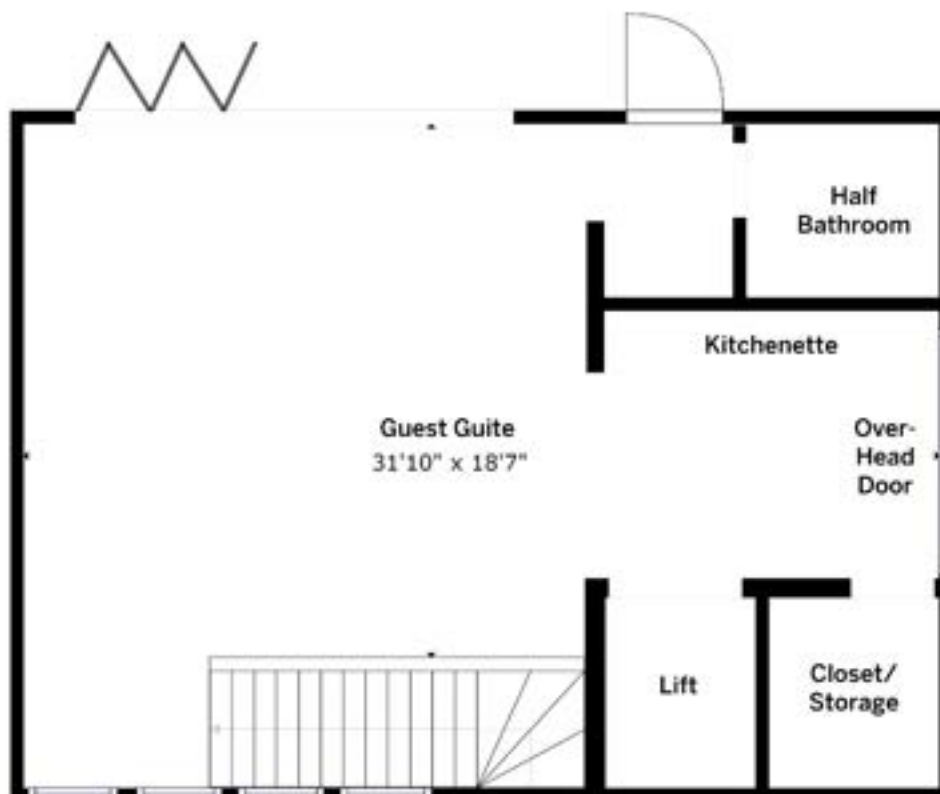 Half
Bathroom
Kitchenette
Guest Guite
31'10" x 18'7"
Over-
Head
Door
Lift
Closet/
Storage